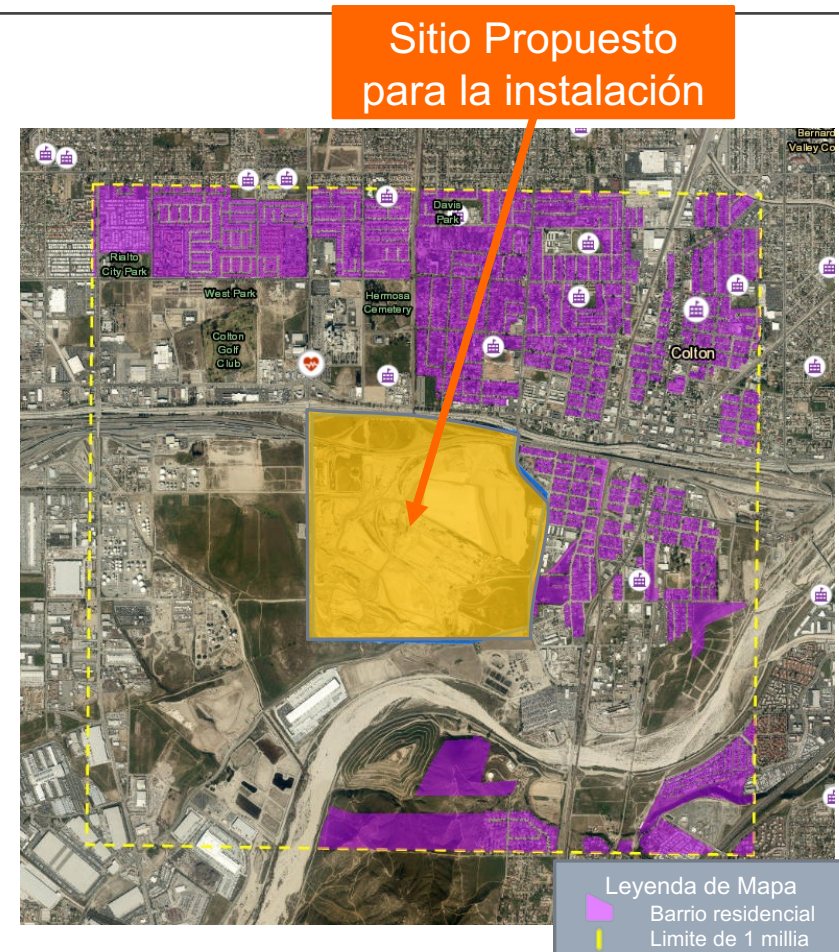 Sitio Propuesto
para la instalación
Bernard
Valley Co
Davis
Park
Rialto
City Park
West Park
Hermosa
Cemetery
Colton
Golf
Club
Colton
Leyenda de Mapa
Barrio residencial
Limite de 1 millia